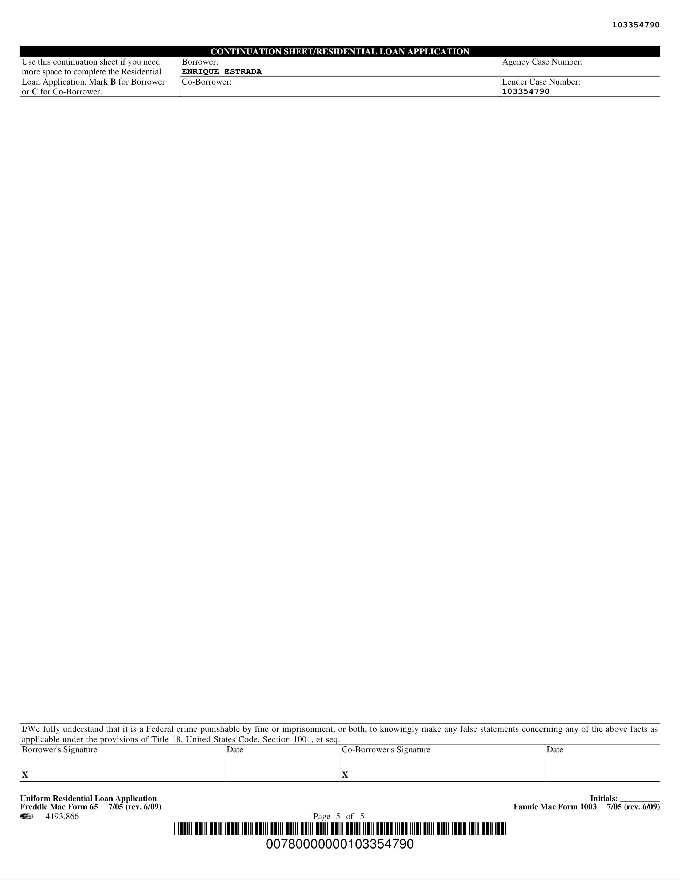 103354790
CONTINUATION SHEET/RESIDENTIAL LOAN APPLICATION
Use this continuation sheet if you need
more space to complete the Residential
Loan Application. Mark B for Borrower
or C for Co-Borrower.
Borrower:
ENRIQUE ESTRADA
Agency Case Number:
Co-Borrower:
Lender Case Number:
103354790
I/We fully understand that it is a Federal crime punishable by fine or imprisonment, or both, to knowingly make any false statements concerning any of the above facts as
applicable under the provisions of Title 18, United States Code, Section 1001, et seq.
Borrower's Signature Date Co-Borrower's Signature Date
X X
Uniform Residential Loan Application Initials:
Freddie Mac Form 65 7/05 (rev. 6/09) Fannie Mae Form 1003 7/05 (rev. 6/09)
4193.866 Page 5 of 5
00780000000103354790